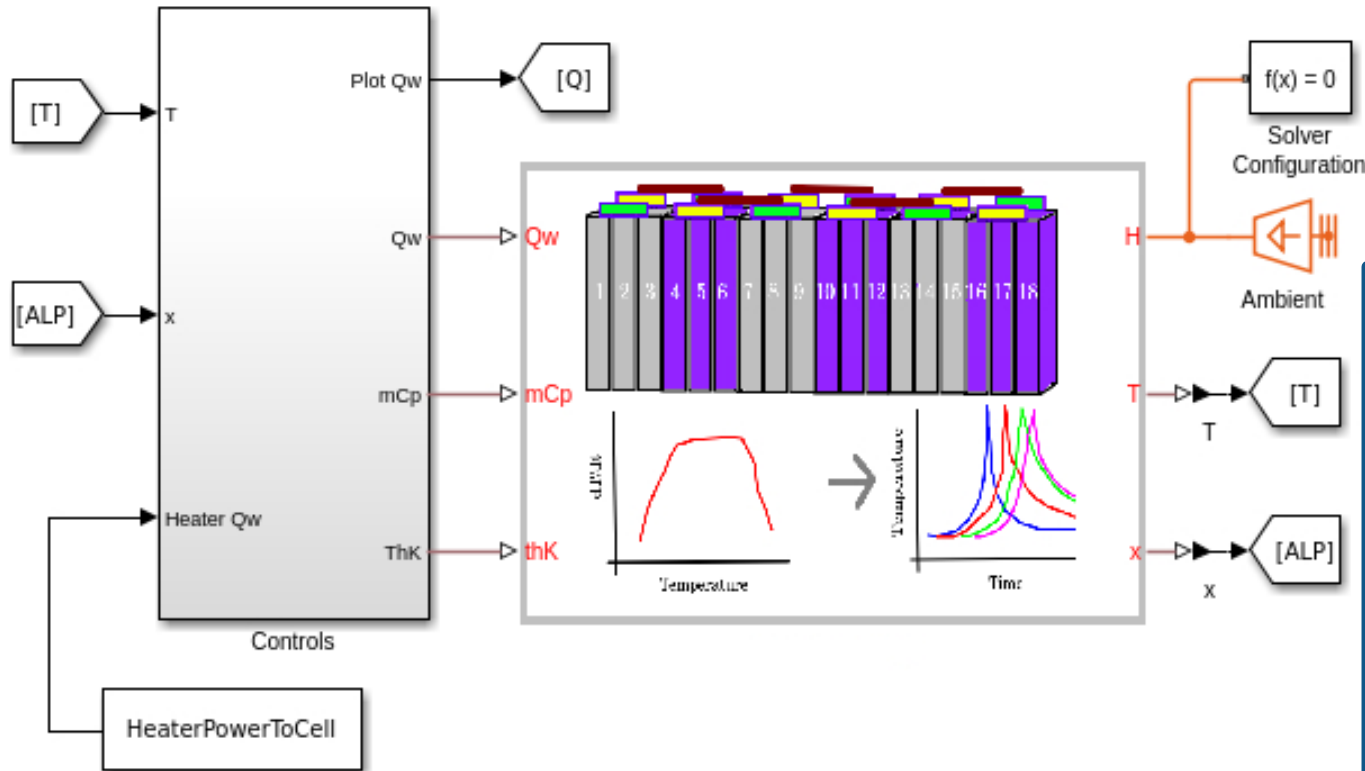 [T]
T
Plot Qw
[Q]
f(x) = 0
Solver
Configuration
Qw
Qw
1 2 3 4 5 6 7 8 9 10 11 12 13 14 15 16 17 18
H
Ambient
[ALP]
x
mCp
mCp
T
T
[T]
Temperature
Heater Qw
ThK
thK
Temperature
Time
x
x
[ALP]
Controls
HeaterPowerToCell